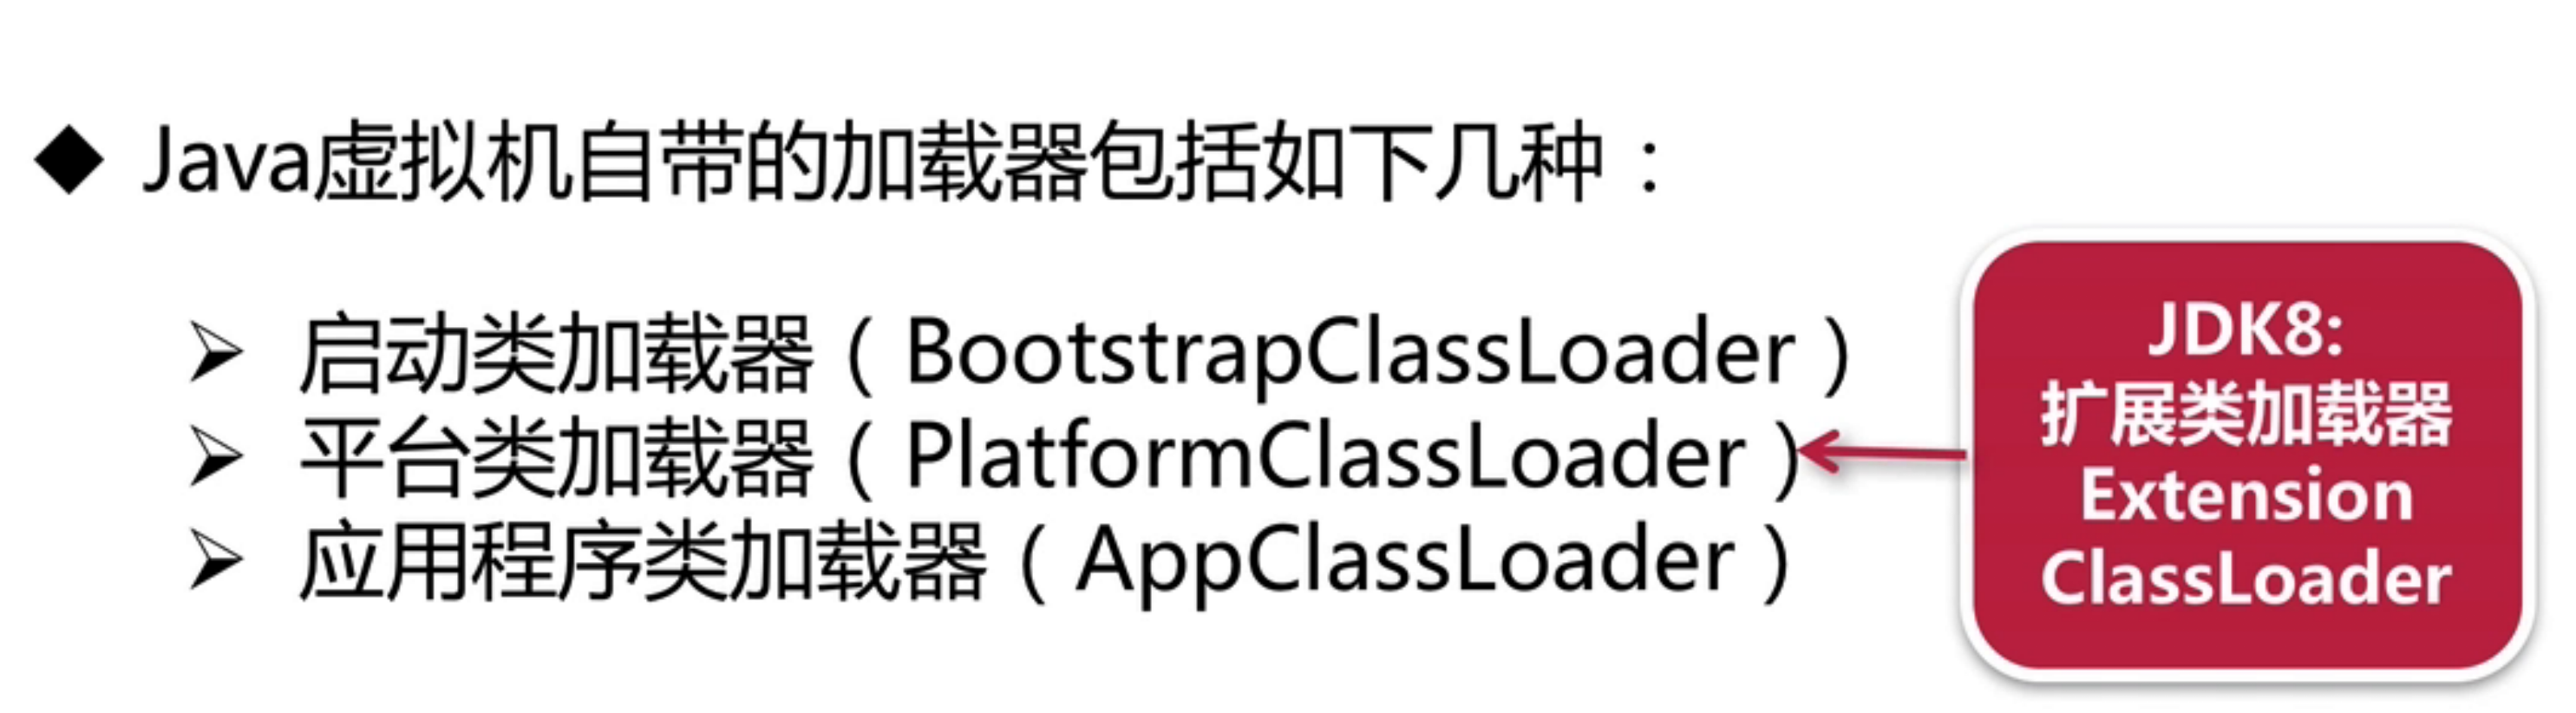 Java虚拟机自带的加载器包括如下几种：
启动类加载器（BootstrapClassLoader）
平台类加载器（PlatformClassLoader）
应用程序类加载器（AppClassLoader）
JDK8:
扩展类加载器
Extension
ClassLoader